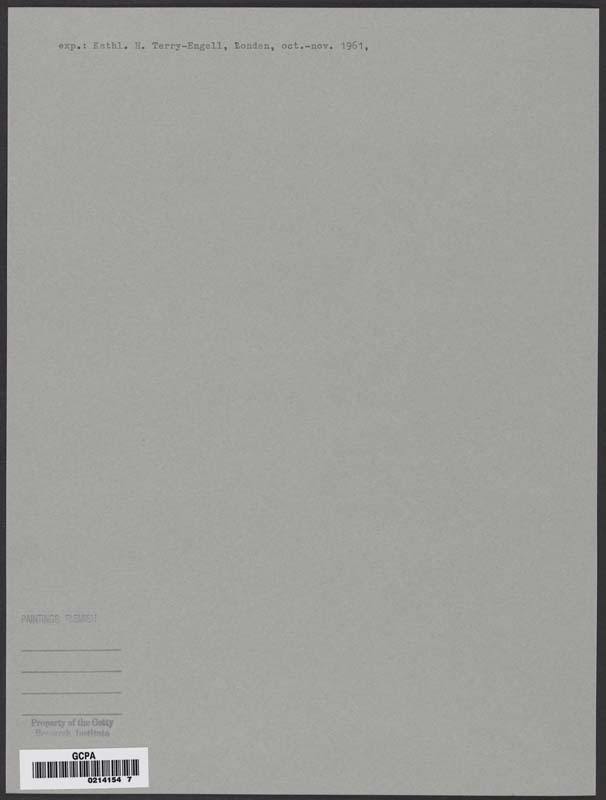 exp.: Kathl. H. Terry-Engell, Londen, oct.-nov. 1961,
PAINTINGS FLEMISH
Property of the Getty
Research Institute
GCPA
0214154 7